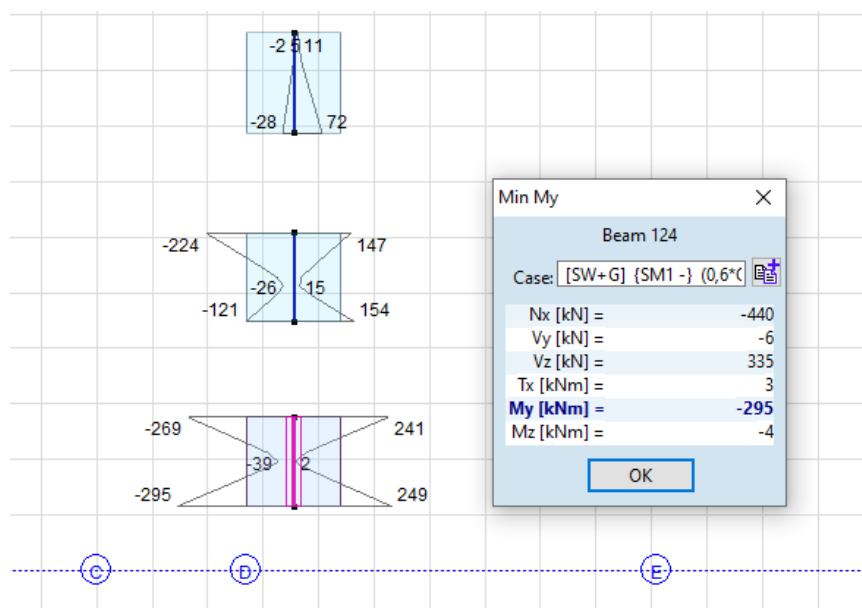 -2 5 11
-28 72
-224 147
-26 15
-121 154
-269 241
-39 2
-295 249
C D E
Min My
Beam 124
Case: [SW+G] {SM1 -} (0,6*
Nx [kN] = -440
Vy [kN] = -6
Vz [kN] = 335
Tx [kNm] = 3
My [kNm] = -295
Mz [kNm] = -4
OK